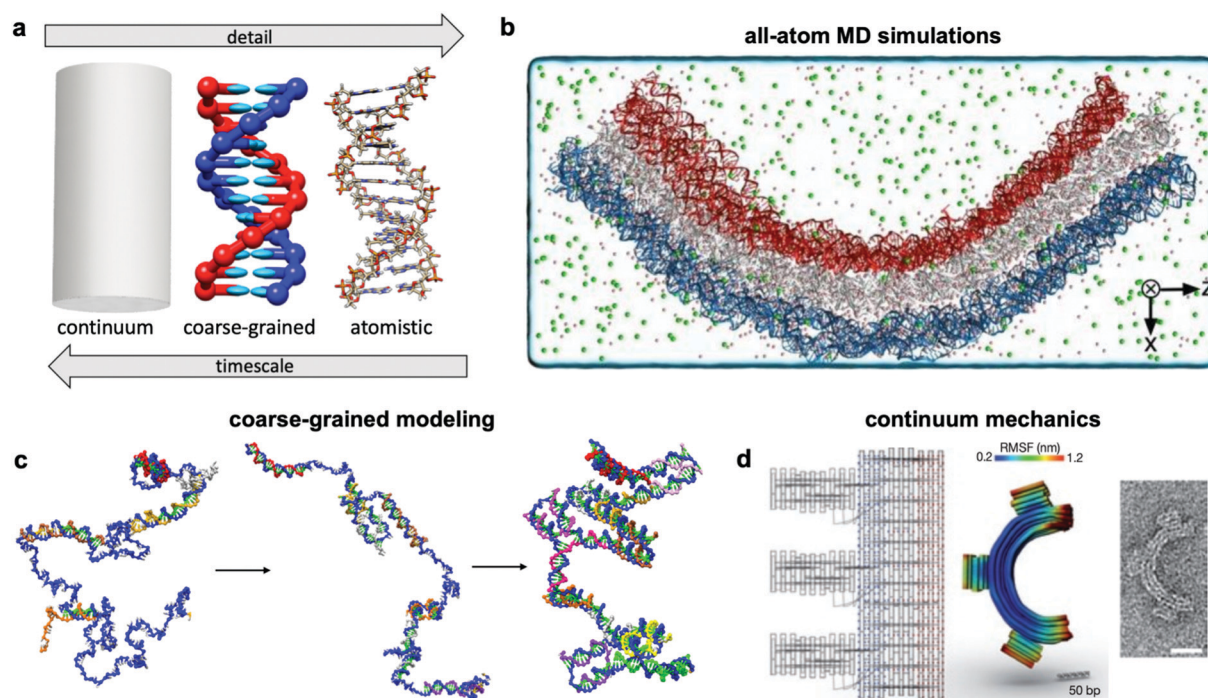 a
detail
continuum
coarse-grained
atomistic
timescale
b
all-atom MD simulations
Z
X
coarse-grained modeling
c
continuum mechanics
d
RMSF (nm)
0.2
1.2
50 bp